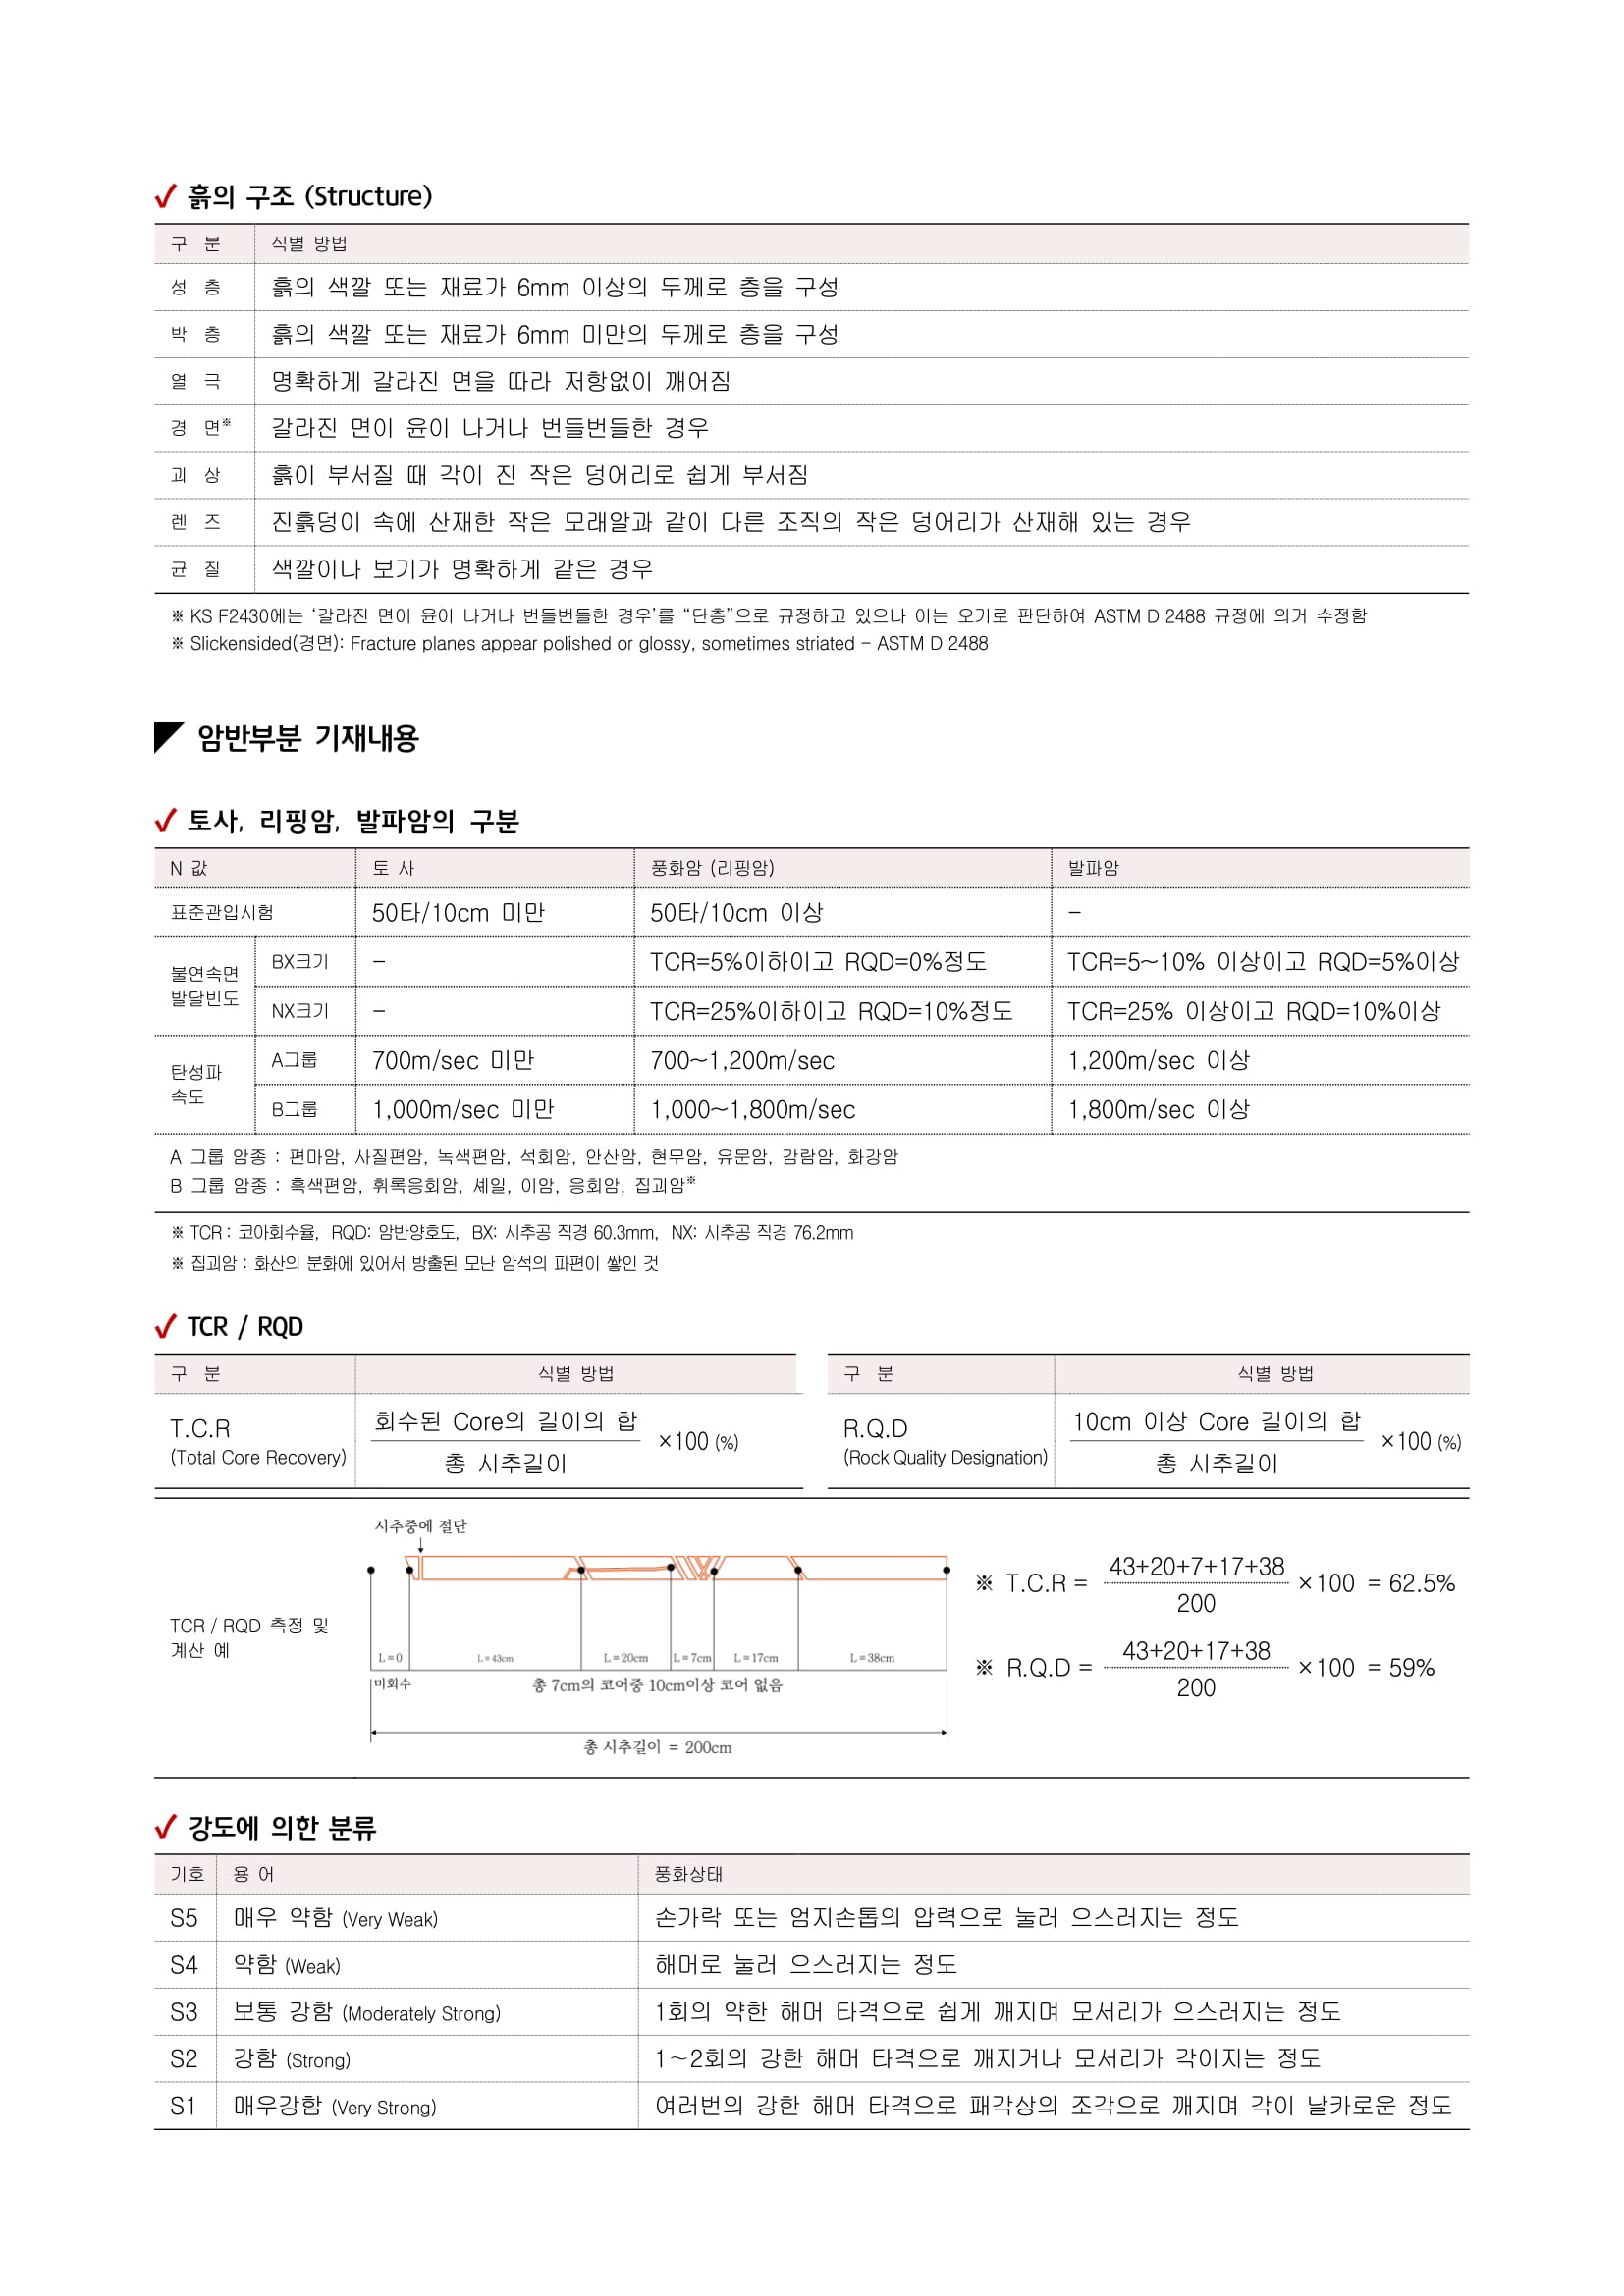 흙의 구조 (Structure)
구 분 식별 방법
성 층 흙의 색깔 또는 재료가 6mm 이상의 두께로 층을 구성
박 층 흙의 색깔 또는 재료가 6mm 미만의 두께로 층을 구성
열 극 명확하게 갈라진 면을 따라 저항없이 깨어짐
경 면※ 갈라진 면이 윤이 나거나 번들번들한 경우
괴 상 흙이 부서질 때 각이 진 작은 덩어리로 쉽게 부서짐
렌 즈 진흙덩이 속에 산재한 작은 모래알과 같이 다른 조직의 작은 덩어리가 산재해 있는 경우
균 질 색깔이나 보기가 명확하게 같은 경우
※ KS F2430에는 ‘갈라진 면이 윤이 나거나 번들번들한 경우’를 “단층”으로 규정하고 있으나 이는 오기로 판단하여 ASTM D 2488 규정에 의거 수정함
※ Slickensided(경면): Fracture planes appear polished or glossy, sometimes striated - ASTM D 2488
암반부분 기재내용
토사, 리핑암, 발파암의 구분
N 값 토 사 풍화암 (리핑암) 발파암
표준관입시험 50타/10cm 미만 50타/10cm 이상 -
불연속면
발달빈도
BX크기 - TCR=5%이하이고 RQD=0%정도 TCR=5~10% 이상이고 RQD=5%이상
NX크기 - TCR=25%이하이고 RQD=10%정도 TCR=25% 이상이고 RQD=10%이상
탄성파
속도
A그룹 700m/sec 미만 700~1,200m/sec 1,200m/sec 이상
B그룹 1,000m/sec 미만 1,000~1,800m/sec 1,800m/sec 이상
A 그룹 암종 : 편마암, 사질편암, 녹색편암, 석회암, 안산암, 현무암, 유문암, 감람암, 화강암
B 그룹 암종 : 흑색편암, 휘록응회암, 셰일, 이암, 응회암, 집괴암※
※ TCR : 코아회수율, RQD: 암반양호도, BX: 시추공 직경 60.3mm, NX: 시추공 직경 76.2mm
※ 집괴암 : 화산의 분화에 있어서 방출된 모난 암석의 파편이 쌓인 것
TCR / RQD
구 분 식별 방법
T.C.R
(Total Core Recovery)
회수된 Core의 길이의 합
총 시추길이
×100 (%)
구 분 식별 방법
R.Q.D
(Rock Quality Designation)
10cm 이상 Core 길이의 합
총 시추길이
×100 (%)
TCR / RQD 측정 및
계산 예
시추중에 절단
L=0 L=43cm L=20cm L=7cm L=17cm L=38cm
미회수 총 7cm의 코어중 10cm이상 코어 없음
총 시추길이 = 200cm
※ T.C.R = 43+20+7+17+38
200
×100 = 62.5%
※ R.Q.D = 43+20+17+38
200
×100 = 59%
강도에 의한 분류
기호 용 어 풍화상태
S5 매우 약함 (Very Weak) 손가락 또는 엄지손톱의 압력으로 눌러 으스러지는 정도
S4 약함 (Weak) 해머로 눌러 으스러지는 정도
S3 보통 강함 (Moderately Strong) 1회의 약한 해머 타격으로 쉽게 깨지며 모서리가 으스러지는 정도
S2 강함 (Strong) 1~2회의 강한 해머 타격으로 깨지거나 모서리가 각이지는 정도
S1 매우강함 (Very Strong) 여러번의 강한 해머 타격으로 패각상의 조각으로 깨지며 각이 날카로운 정도